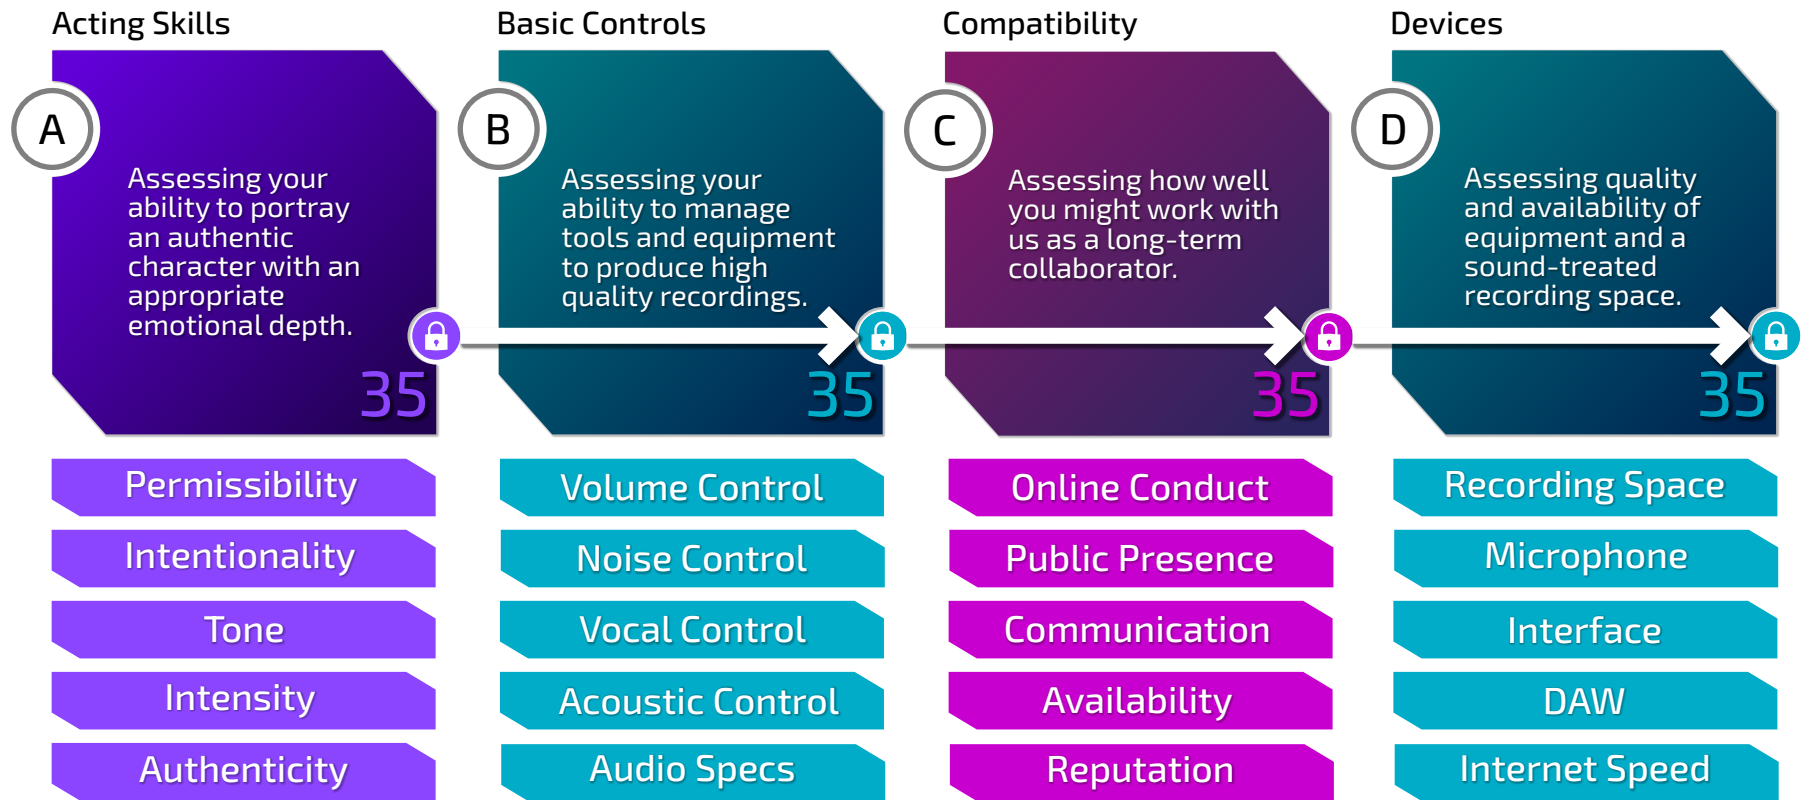 Acting Skills
A
Assessing your
ability to portray
an authentic
character with an
appropriate
emotional depth.
35
Permissibility
Intentionality
Tone
Intensity
Authenticity
Basic Controls
B
Assessing your
ability to manage
tools and equipment
to produce high
quality recordings.
35
Volume Control
Noise Control
Vocal Control
Acoustic Control
Audio Specs
Compatibility
C
Assessing how well
you might work with
us as a long-term
collaborator.
35
Online Conduct
Public Presence
Communication
Availability
Reputation
Devices
D
Assessing quality
and availability of
equipment and a
sound-treated
recording space.
35
Recording Space
Microphone
Interface
DAW
Internet Speed